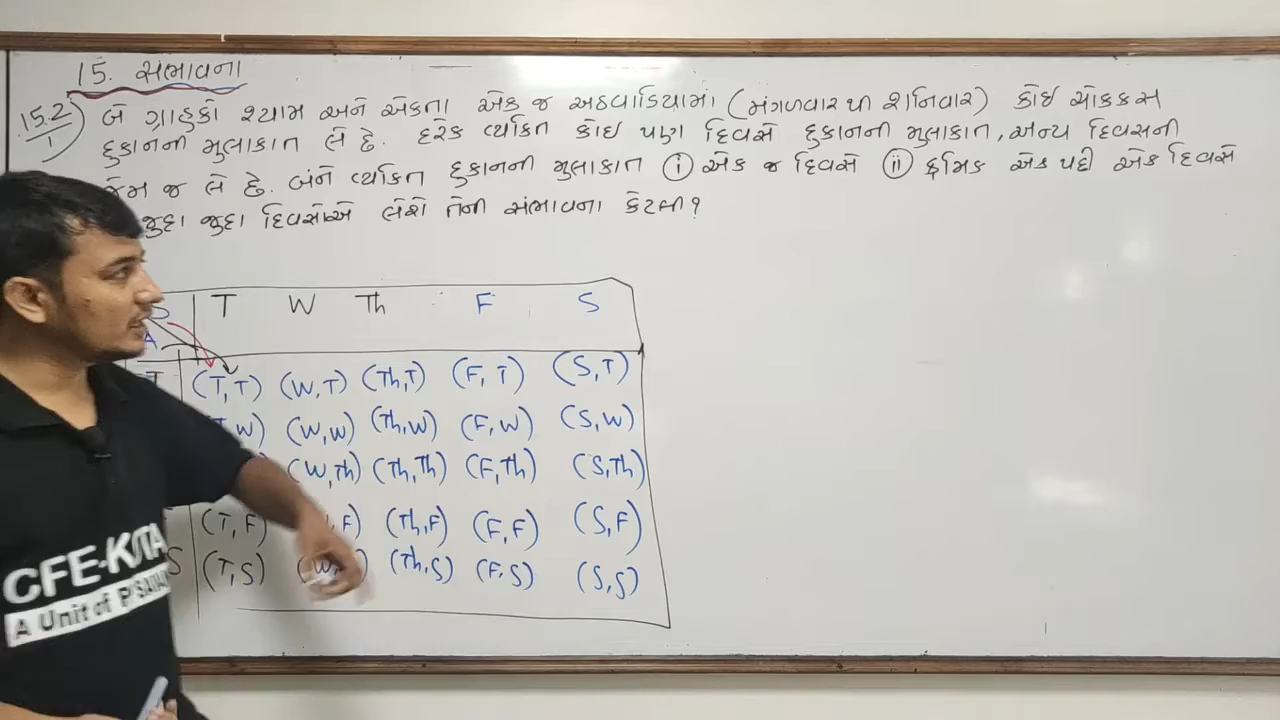 15. સંભાવના
15.2) 1 બે ગ્રાહકો શ્યામ અને એકતા એક જ અઠવાડિયામાં (મંગળવાર થી શનિવાર) કોઇ ચોકકસ
દુકાનની મુલાકાત લે છે. દરેક વ્યકિત કોઇ પણ દિવસે દુકાનની મુલાકાત, અન્ય દિવસની
જેમ જ લે છે. બંને વ્યકિત દુકાનની મુલાકાત (i) એક જ દિવસે (ii) ક્રમિક એક પછી એક દિવસે
જુદા જુદા દિવસોએ લેશે તેની સંભાવના કેટલી?
T W Th F S
A
(T,T) (W,T) (Th,T) (F,T) (S,T)
W) (W,W) (Th,W) (F,W) (S,W)
(W,Th) (Th,Th) (F,Th) (S,Th)
(T,F) F) (Th,F) (F,F) (S,F)
S (T,S) (Th,S) (F,S) (S,S)
CFE-KOTA
A Unit of P SAVANI